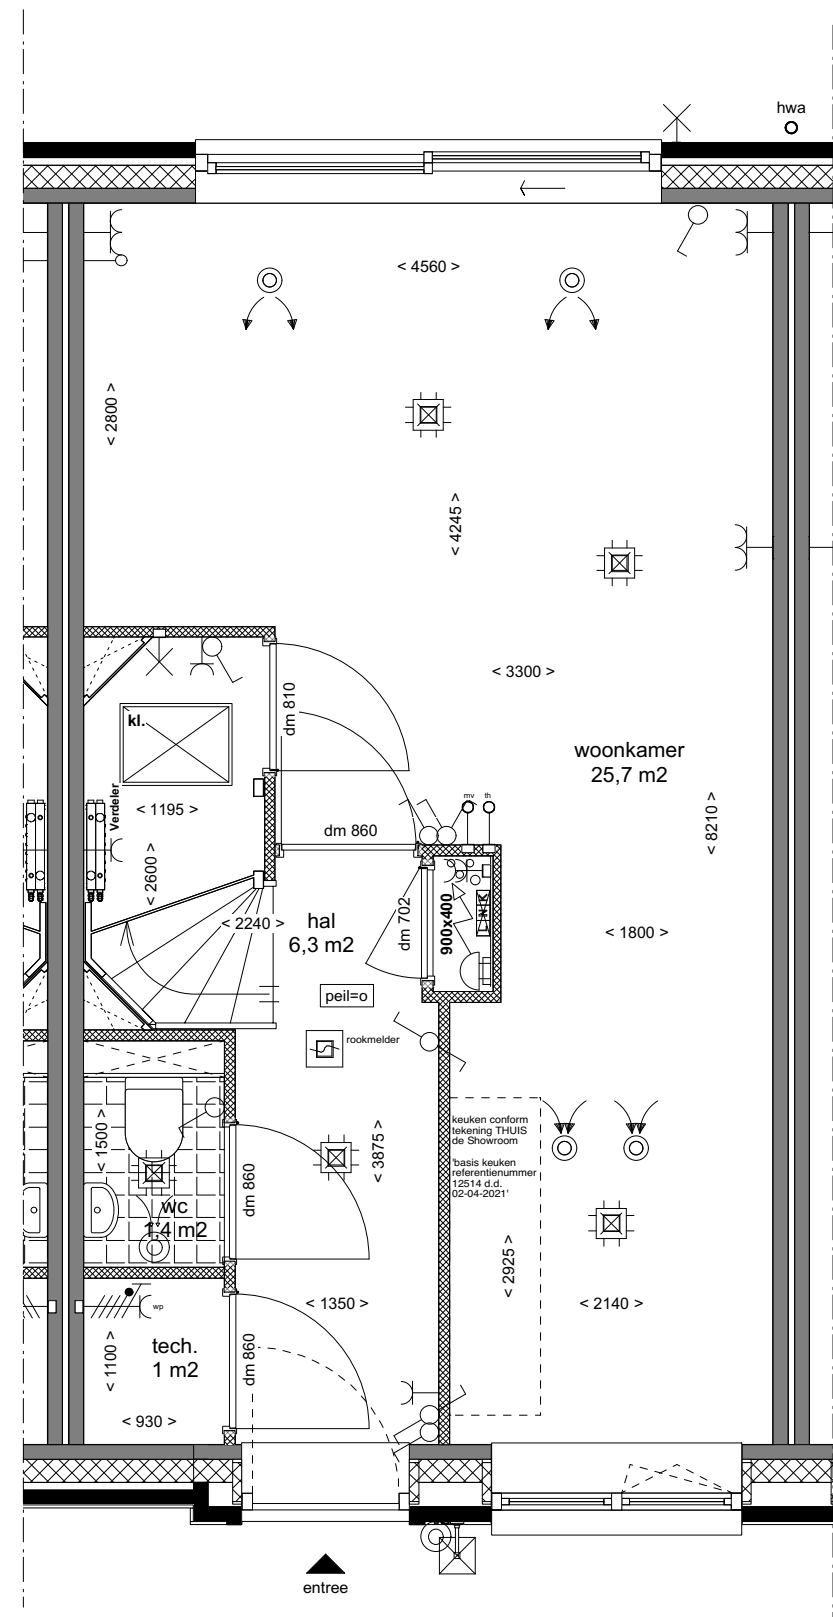 hwa
< 4560 >
< 2800 >
< 4245 >
< 3300 >
dm 810
kl.
woonkamer
25,7 m2
Verdeler
< 1195 >
mv
th
< 8210 >
dm 860
< 2600 >
< 2240 >
hal
6,3 m2
dm 702
900x400
L N K
< 1800 >
peil=o
rookmelder
keuken conform
tekening THUIS
de Showroom
'basis keuken
referentienummer
12514 d.d.
02-04-2021'
< 1500 >
< 3875 >
dm 860
wc
1,4 m2
< 2925 >
wp
< 1350 >
< 2140 >
tech.
1 m2
< 1100 >
dm 860
< 930 >
entree